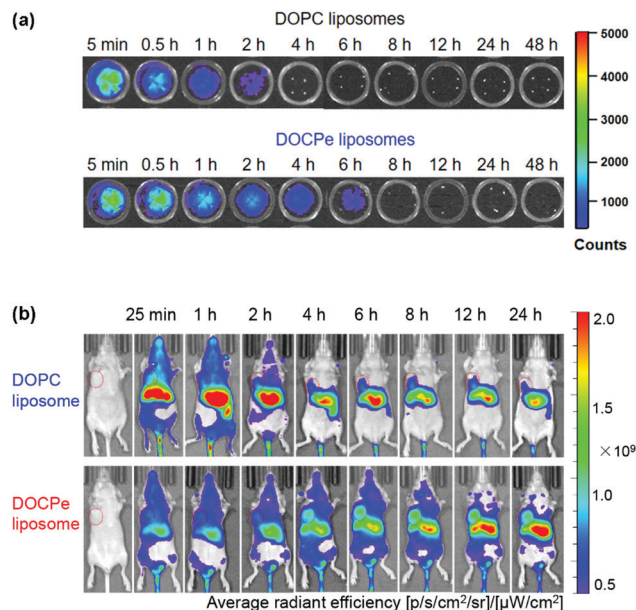 (a)
DOPC liposomes
5 min 0.5 h 1 h 2 h 4 h 6 h 8 h 12 h 24 h 48 h
DOCPe liposomes
5 min 0.5 h 1 h 2 h 4 h 6 h 8 h 12 h 24 h 48 h
5000
4000
3000
2000
1000
Counts
(b)
25 min 1 h 2 h 4 h 6 h 8 h 12 h 24 h
DOPC
liposome
DOCPe
liposome
2.0
1.5
×10⁹
1.0
0.5
Average radiant efficiency [p/s/cm²/sr]/[µW/cm²]